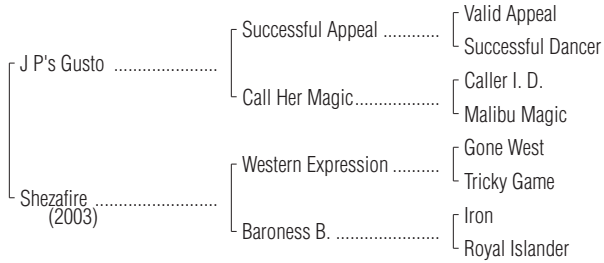 Valid Appeal
Successful Appeal ............
Successful Dancer
J P's Gusto ......................
Caller I. D.
Call Her Magic..................
Malibu Magic
Gone West
Western Expression ..........
Tricky Game
Shezafire ..........................
(2003)
Iron
Baroness B. ......................
Royal Islander